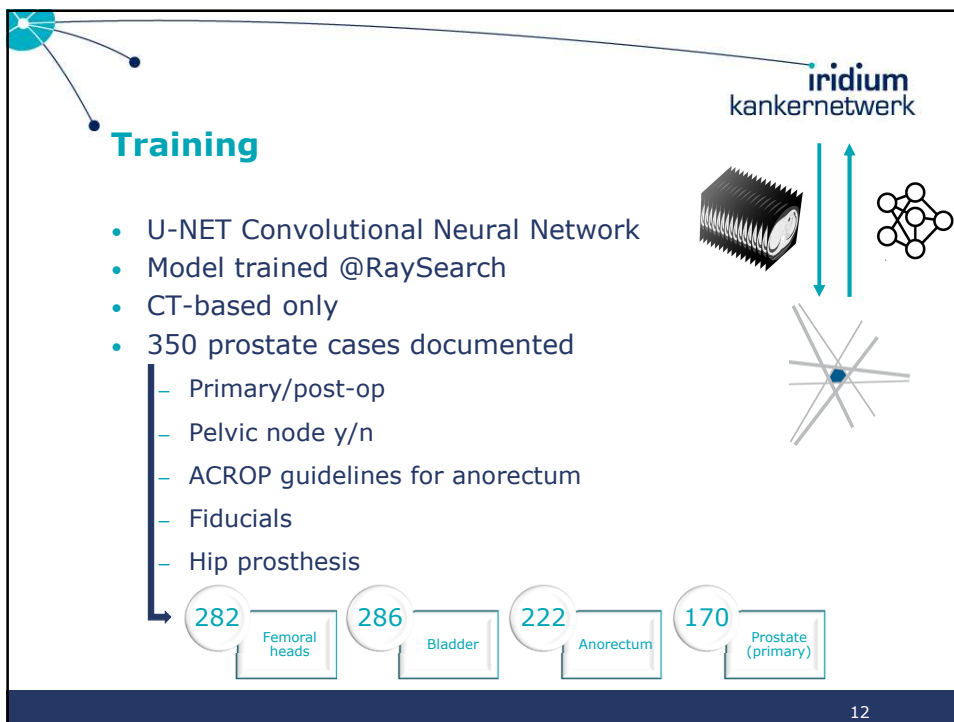 iridium
kankernetwerk
Training
• U-NET Convolutional Neural Network
• Model trained @RaySearch
• CT-based only
• 350 prostate cases documented
– Primary/post-op
– Pelvic node y/n
– ACROP guidelines for anorectum
– Fiducials
– Hip prosthesis
282
Femoral
heads
286
Bladder
222
Anorectum
170
Prostate
(primary)
12